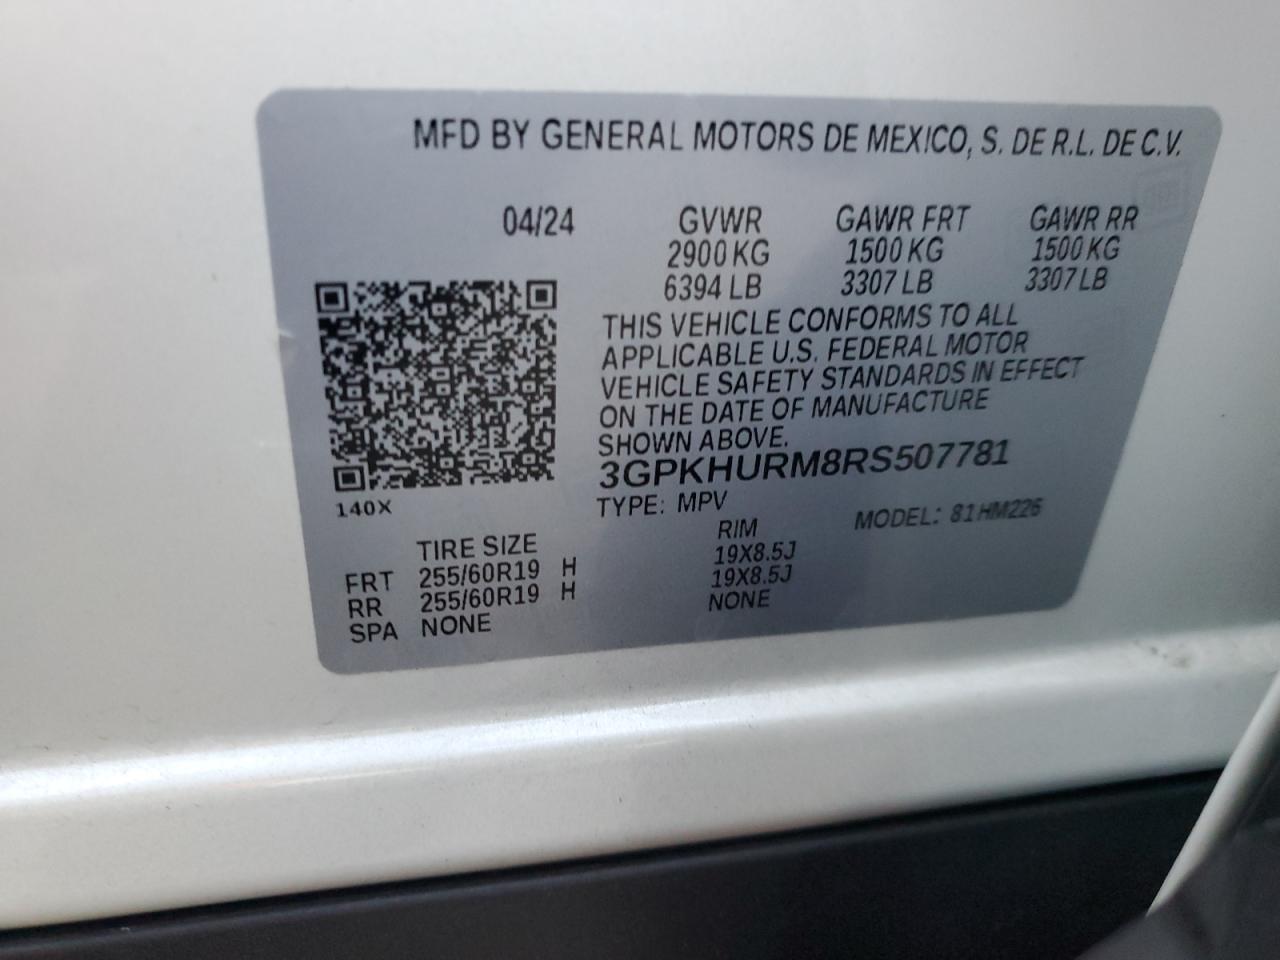 MFD BY GENERAL MOTORS DE MEXICO, S. DE R.L. DE C.V.
04/24 GVWR GAWR FRT GAWR RR
2900 KG 1500 KG 1500 KG
6394 LB 3307 LB 3307 LB
THIS VEHICLE CONFORMS TO ALL
APPLICABLE U.S. FEDERAL MOTOR
VEHICLE SAFETY STANDARDS IN EFFECT
ON THE DATE OF MANUFACTURE
SHOWN ABOVE.
3GPKHURM8RS507781
140X
TYPE: MPV MODEL: 81HM226
TIRE SIZE RIM
FRT 255/60R19 H 19X8.5J
RR 255/60R19 H 19X8.5J
SPA NONE NONE